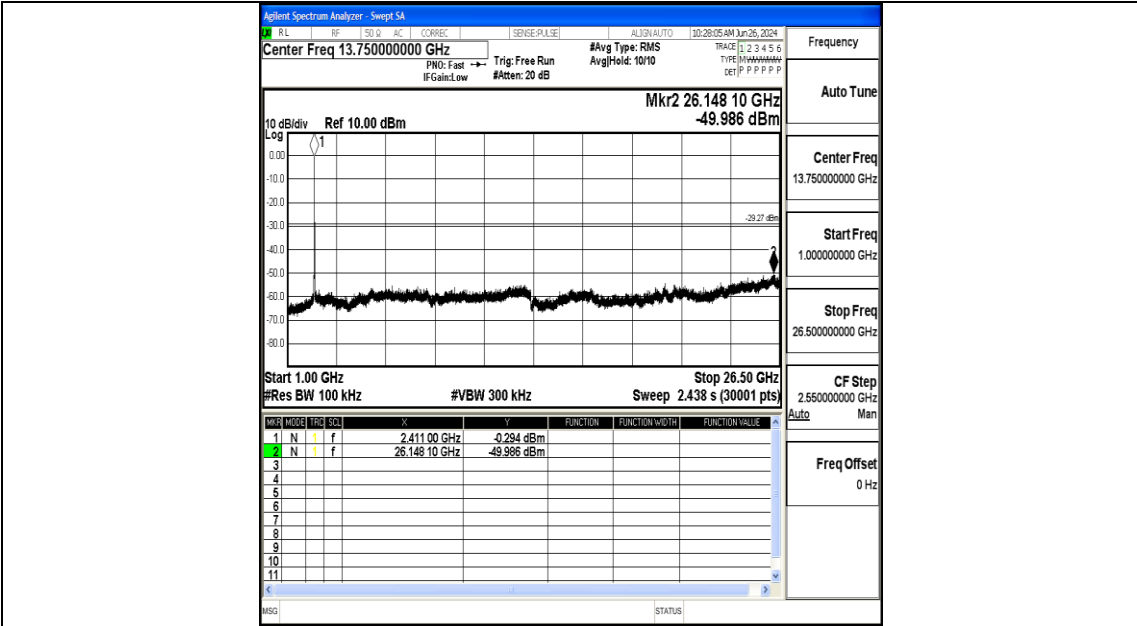 Agilent Spectrum Analyzer - Swept SA
RL RF 50 Ω AC CORREC SENSE:PULSE ALIGN AUTO 10:28:05 AM Jun 26, 2024
Center Freq 13.750000000 GHz
PNO: Fast
IFGain:Low
Trig: Free Run
#Atten: 20 dB
#Avg Type: RMS
Avg|Hold: 10/10
TRACE 1 2 3 4 5 6
TYPE
DET P P P P P P
Mkr2 26.148 10 GHz
-49.986 dBm
10 dB/div Ref 10.00 dBm
Log
1
0.00
-10.0
-20.0
-29.27 dBm
-30.0
-40.0
2
-50.0
-60.0
-70.0
-80.0
Start 1.00 GHz Stop 26.50 GHz
#Res BW 100 kHz #VBW 300 kHz Sweep 2.438 s (30001 pts)
MKR MODE TRC SCL X Y FUNCTION FUNCTION WIDTH FUNCTION VALUE
1 N 1 f 2.411 00 GHz -0.294 dBm
2 N 1 f 26.148 10 GHz -49.986 dBm
3
4
5
6
7
8
9
10
11
MSG STATUS
Frequency
Auto Tune
Center Freq
13.750000000 GHz
Start Freq
1.000000000 GHz
Stop Freq
26.500000000 GHz
CF Step
2.550000000 GHz
Auto Man
Freq Offset
0 Hz